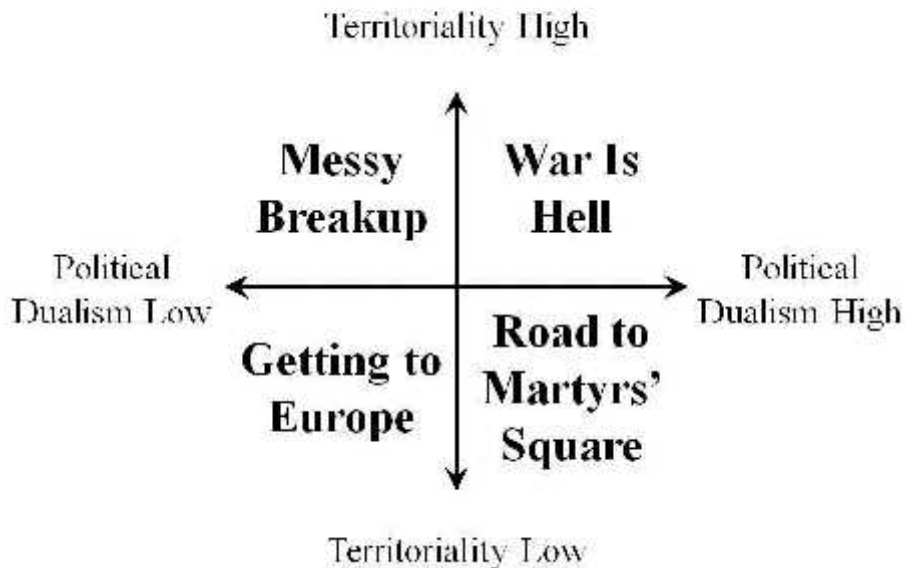 Territoriality High
Messy
Breakup
War Is
Hell
Political
Dualism Low
Political
Dualism High
Getting to
Europe
Road to
Martyrs’
Square
Territoriality Low